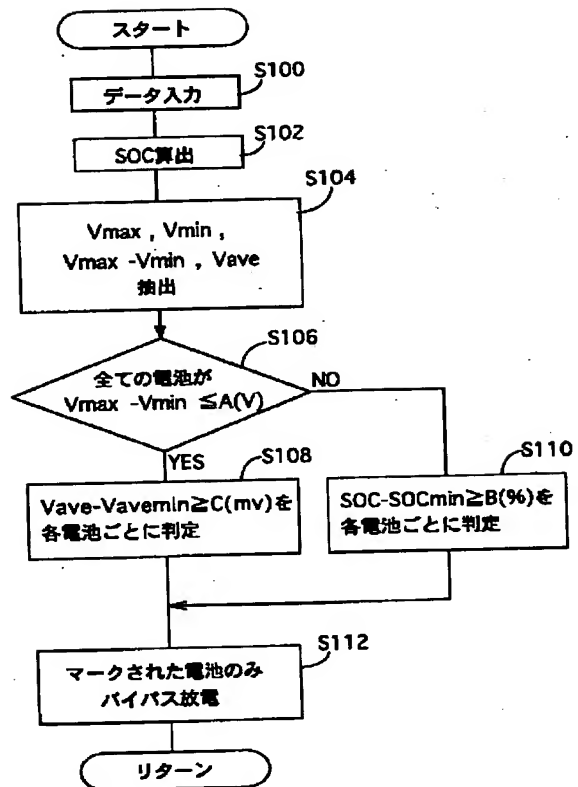 スタート
S100
データ入力
S102
SOC算出
S104
Vmax , Vmin ,
Vmax -Vmin , Vave
抽出
S106
全ての電池が
Vmax -Vmin ≦A(V)
NO
YES
S108
Vave-Vavemin≧C(mv)を
各電池ごとに判定
S110
SOC-SOCmin≧B(%)を
各電池ごとに判定
S112
マークされた電池のみ
バイパス放電
リターン